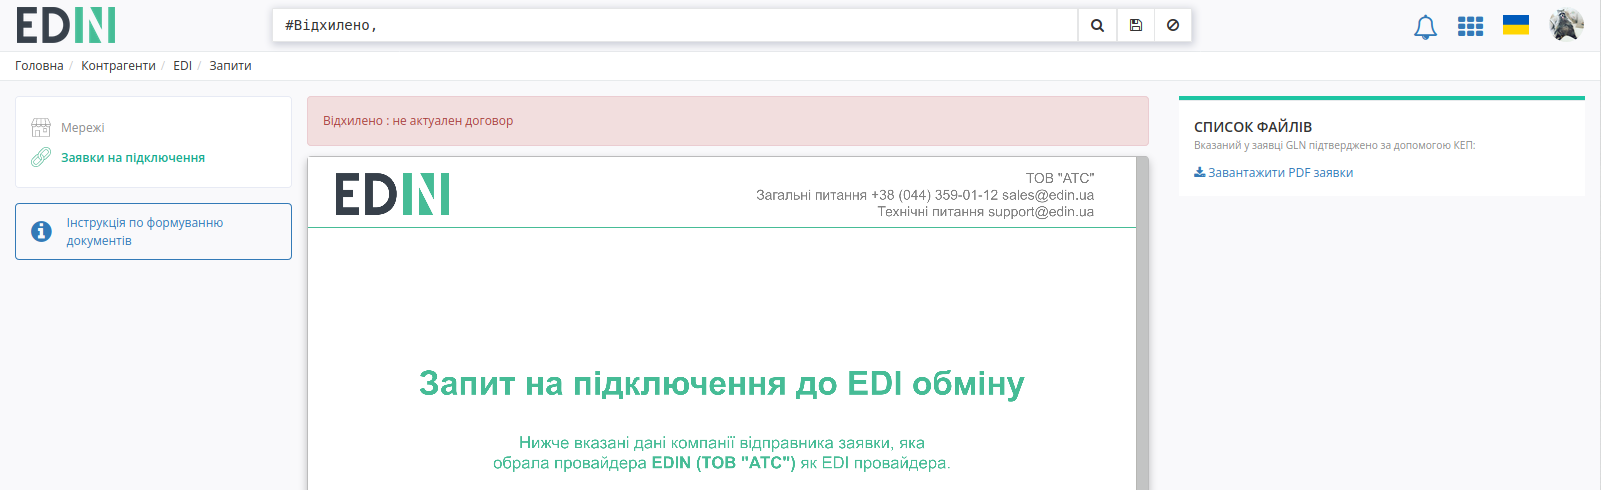 EDIN
#Відхилено,
Головна / Контрагенти / EDI / Запити
Мережі
Заявки на підключення
Інструкція по формуванню
документів
Відхилено : не актуален договор
EDIN
ТОВ "АТС"
Загальні питання +38 (044) 359-01-12 sales@edin.ua
Технічні питання support@edin.ua
Запит на підключення до EDI обміну
Нижче вказані дані компанії відправника заявки, яка
обрала провайдера EDIN (ТОВ "АТС") як EDI провайдера.
СПИСОК ФАЙЛІВ
Вказаний у заявці GLN підтверджено за допомогою КЕП:
Завантажити PDF заявки